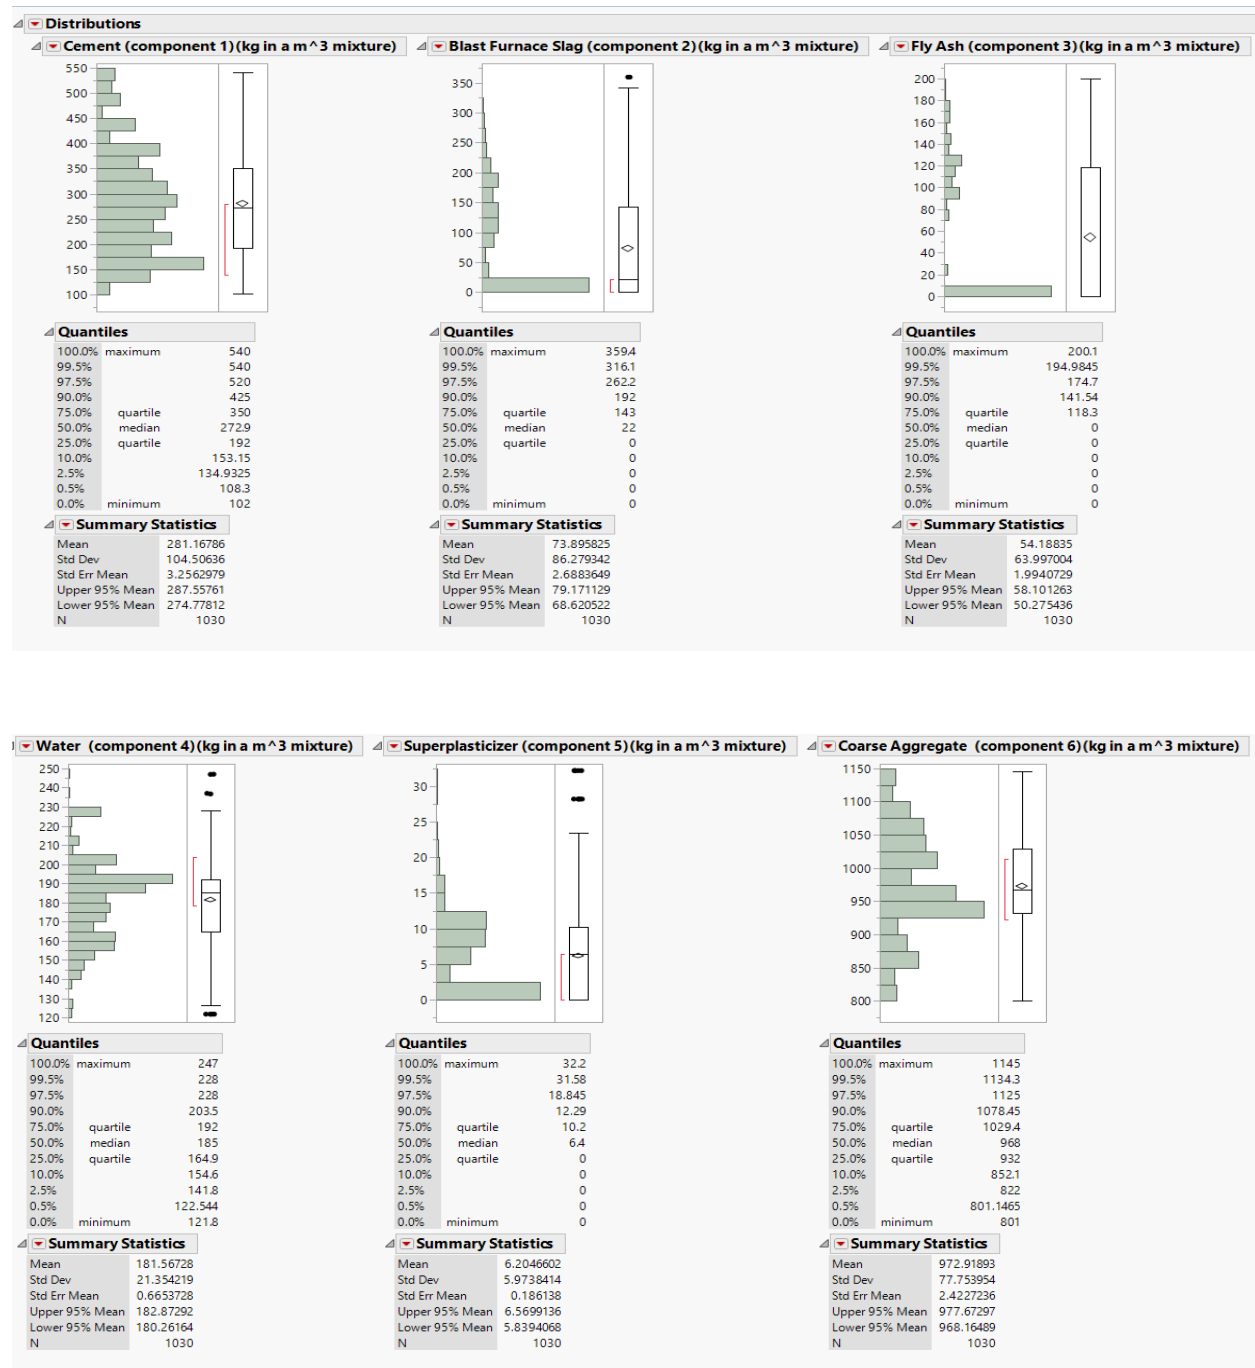 Distributions
Cement (component 1)(kg in a m^3 mixture)
550
500
450
400
350
300
250
200
150
100
Quantiles
100.0% maximum 540
99.5% 540
97.5% 520
90.0% 425
75.0% quartile 350
50.0% median 272.9
25.0% quartile 192
10.0% 153.15
2.5% 134.9325
0.5% 108.3
0.0% minimum 102
Summary Statistics
Mean 281.16786
Std Dev 104.50636
Std Err Mean 3.2562979
Upper 95% Mean 287.55761
Lower 95% Mean 274.77812
N 1030
Blast Furnace Slag (component 2)(kg in a m^3 mixture)
350
300
250
200
150
100
50
0
Quantiles
100.0% maximum 359.4
99.5% 316.1
97.5% 262.2
90.0% 192
75.0% quartile 143
50.0% median 22
25.0% quartile 0
10.0% 0
2.5% 0
0.5% 0
0.0% minimum 0
Summary Statistics
Mean 73.895825
Std Dev 86.279342
Std Err Mean 2.6883649
Upper 95% Mean 79.171129
Lower 95% Mean 68.620522
N 1030
Fly Ash (component 3)(kg in a m^3 mixture)
200
180
160
140
120
100
80
60
40
20
0
Quantiles
100.0% maximum 200.1
99.5% 194.9845
97.5% 174.7
90.0% 141.54
75.0% quartile 118.3
50.0% median 0
25.0% quartile 0
10.0% 0
2.5% 0
0.5% 0
0.0% minimum 0
Summary Statistics
Mean 54.18835
Std Dev 63.997004
Std Err Mean 1.9940729
Upper 95% Mean 58.101263
Lower 95% Mean 50.275436
N 1030
Water (component 4)(kg in a m^3 mixture)
250
240
230
220
210
200
190
180
170
160
150
140
130
120
Quantiles
100.0% maximum 247
99.5% 228
97.5% 228
90.0% 203.5
75.0% quartile 192
50.0% median 185
25.0% quartile 164.9
10.0% 154.6
2.5% 141.8
0.5% 122.544
0.0% minimum 121.8
Summary Statistics
Mean 181.56728
Std Dev 21.354219
Std Err Mean 0.6653728
Upper 95% Mean 182.87292
Lower 95% Mean 180.26164
N 1030
Superplasticizer (component 5)(kg in a m^3 mixture)
30
25
20
15
10
5
0
Quantiles
100.0% maximum 32.2
99.5% 31.58
97.5% 18.845
90.0% 12.29
75.0% quartile 10.2
50.0% median 6.4
25.0% quartile 0
10.0% 0
2.5% 0
0.5% 0
0.0% minimum 0
Summary Statistics
Mean 6.2046602
Std Dev 5.9738414
Std Err Mean 0.186138
Upper 95% Mean 6.5699136
Lower 95% Mean 5.8394068
N 1030
Coarse Aggregate (component 6)(kg in a m^3 mixture)
1150
1100
1050
1000
950
900
850
800
Quantiles
100.0% maximum 1145
99.5% 1134.3
97.5% 1125
90.0% 1078.45
75.0% quartile 1029.4
50.0% median 968
25.0% quartile 932
10.0% 852.1
2.5% 822
0.5% 801.1465
0.0% minimum 801
Summary Statistics
Mean 972.91893
Std Dev 77.753954
Std Err Mean 2.4227236
Upper 95% Mean 977.67297
Lower 95% Mean 968.16489
N 1030